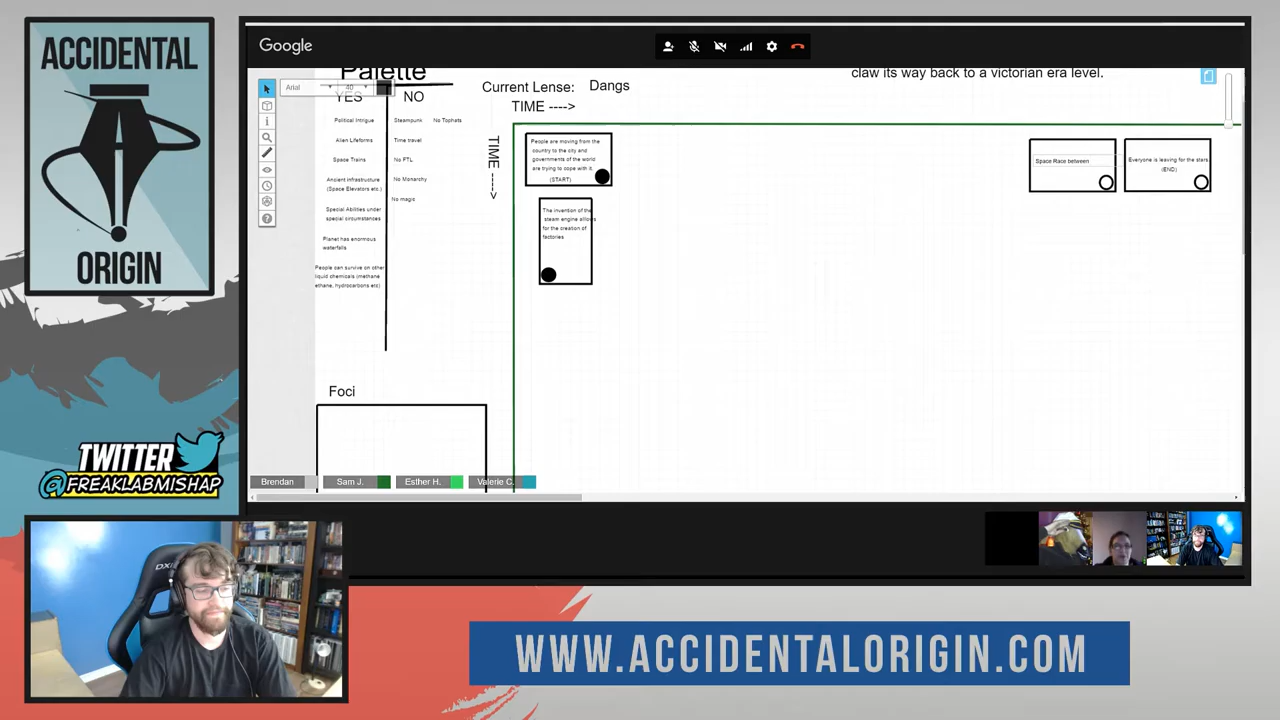 ACCIDENTAL
ORIGIN
Google
claw its way back to a victorian era level.
Palette
Arial
40
YES
NO
Current Lense:
Dangs
TIME ---->
TIME ---->
Political Intrigue
Steampunk
No Tophats
Alien Lifeforms
Time travel
Space Trains
No FTL
Ancient infrastructure
(Space Elevators etc.)
No Monarchy
No magic
Special Abilities under
special circumstances
Planet has enormous
waterfalls
People can survive on other
liquid chemicals (methane
ethane, hydrocarbons etc)
People are moving from the
country to the city and
governments of the world
are trying to cope with it
(START)
The invention of the
steam engine allows
for the creation of
factories
Space Race between
Everyone is leaving for the stars
(END)
Foci
Brendan
Sam J.
Esther H.
Valerie C.
TWITTER
@FREAKLABMISHAP
DX
WWW.ACCIDENTALORIGIN.COM